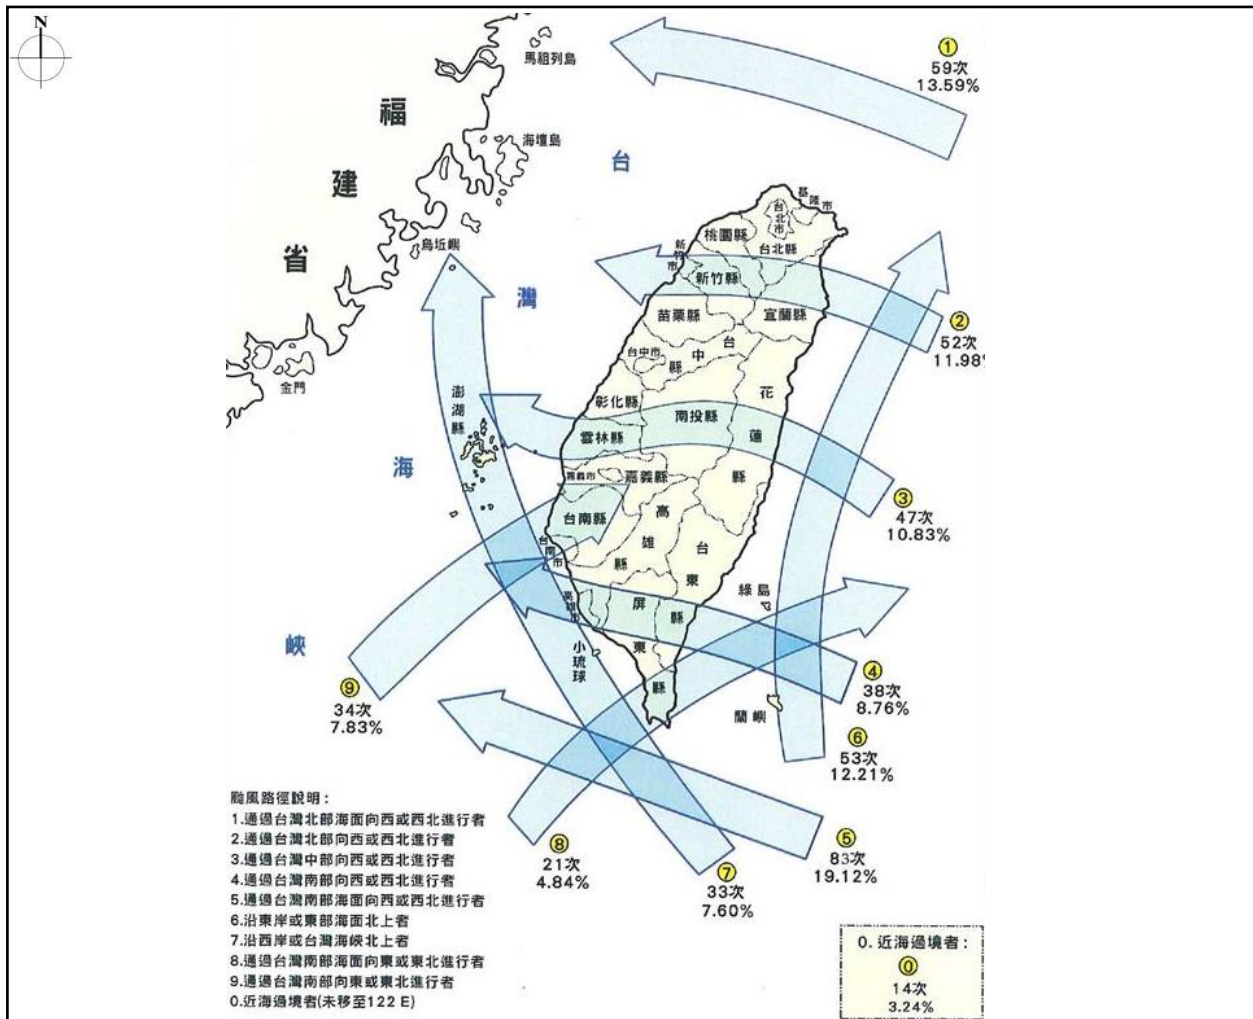 N
馬祖列島
①
59次
13.59%
福
建
省
海壇島
台
灣
海
峽
烏坵嶼
金門
基隆市
台北市
桃園縣
台北縣
新竹市
新竹縣
苗栗縣
宜蘭縣
台中市
台
中
縣
②
52次
11.98%
澎湖縣
彰化縣
南投縣
花
蓮
縣
雲林縣
嘉義市
嘉義縣
③
47次
10.83%
台南縣
台南市
高
雄
縣
高雄市
台
東
縣
綠島
屏
東
縣
小琉球
蘭嶼
④
38次
8.76%
⑨
34次
7.83%
⑥
53次
12.21%
⑤
83次
19.12%
⑧
21次
4.84%
⑦
33次
7.60%
颱風路徑說明：
1.通過台灣北部海面向西或西北進行者
2.通過台灣北部向西或西北進行者
3.通過台灣中部向西或西北進行者
4.通過台灣南部向西或西北進行者
5.通過台灣南部海面向西或西北進行者
6.沿東岸或東部海面北上者
7.沿西岸或台灣海峽北上者
8.通過台灣南部海面向東或東北進行者
9.通過台灣南部向東或東北進行者
0.近海過境者(未移至122 E)
0. 近海過境者：
⓪
14次
3.24%